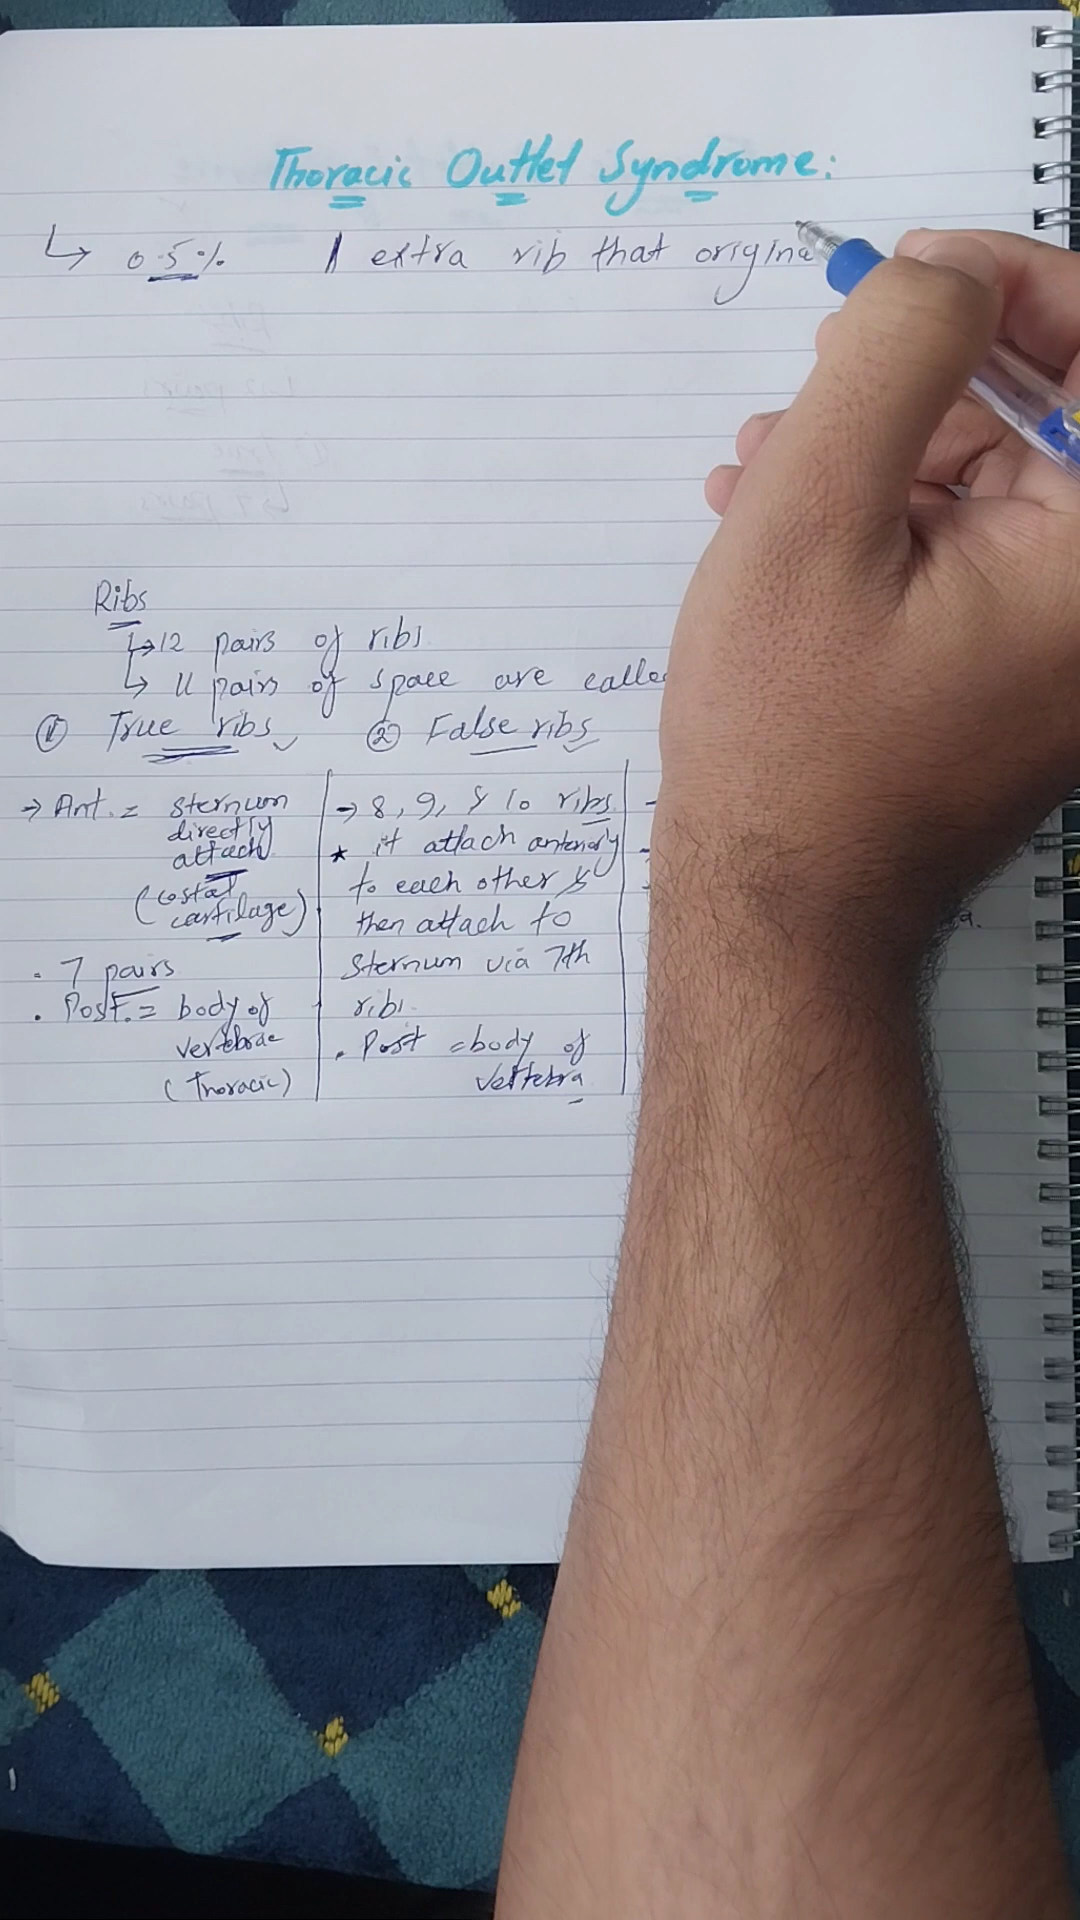 Thoracic Outlet Syndrome:
↳ 0.5% 1 extra rib that origina
Ribs
↳ 12 pairs of ribs
↳ 11 pairs of space are calle
① True ribs ② False ribs
→ Ant. = sternum
directly
attach
(costal
cartilage)
. 7 pairs
. Post. = body of
vertebrae
(Thoracic)
→ 8, 9, & 10 ribs
* it attach anteriorly
to each other &
then attach to
sternum via 7th
rib.
. Post = body of
vertebra
a.